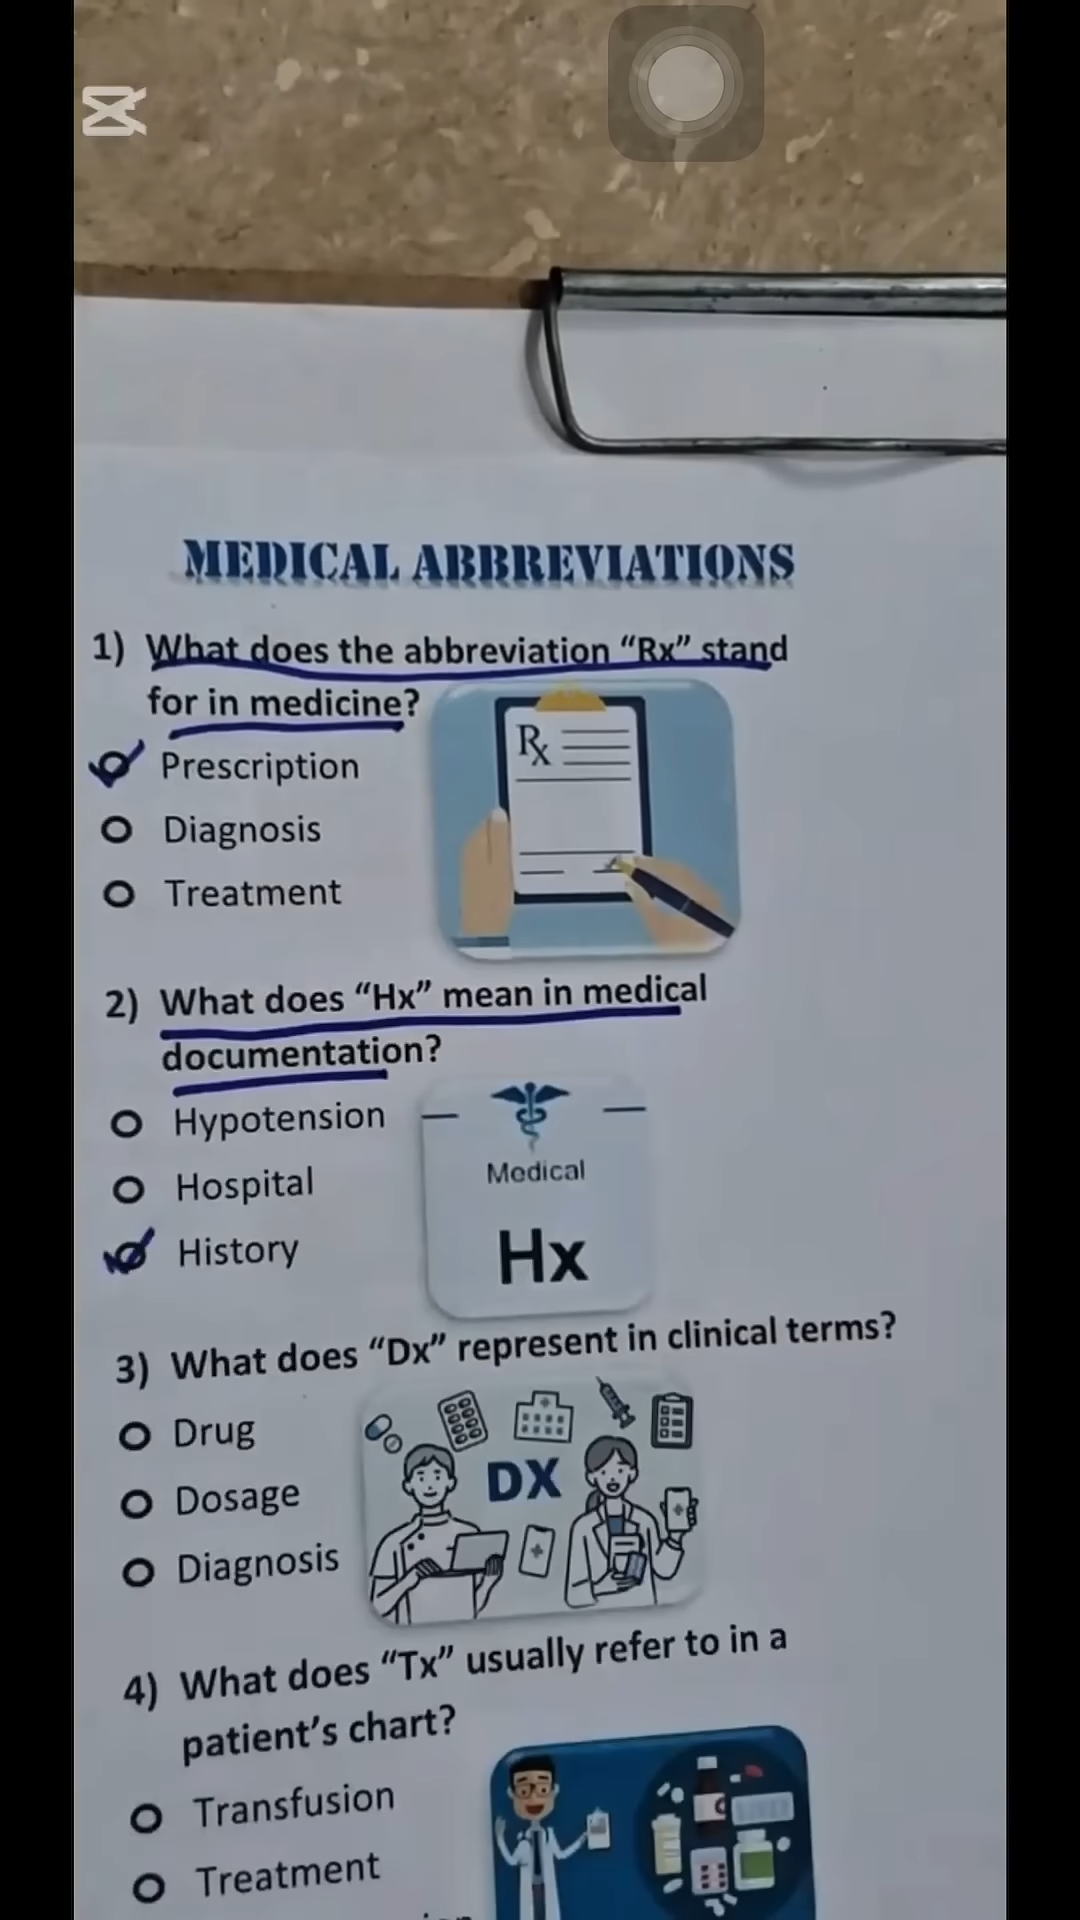 MEDICAL ABBREVIATIONS
1) What does the abbreviation “Rx” stand
for in medicine?
Rx
Prescription
Diagnosis
Treatment
2) What does “Hx” mean in medical
documentation?
Hypotension
Medical
Hospital
Hx
History
3) What does “Dx” represent in clinical terms?
Drug
DX
Dosage
Diagnosis
4) What does “Tx” usually refer to in a
patient’s chart?
Transfusion
Treatment